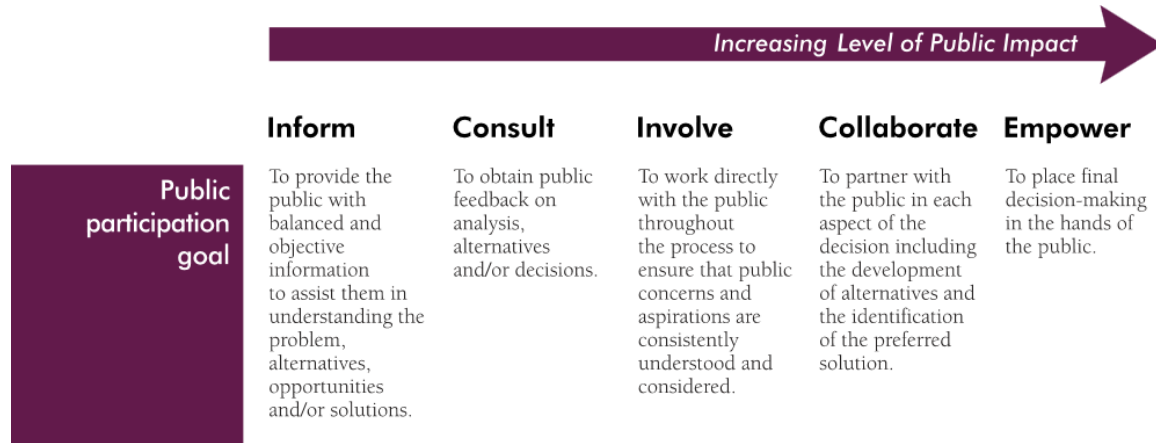 Increasing Level of Public Impact
Inform
Consult
Involve
Collaborate
Empower
Public
participation
goal
To provide the
public with
balanced and
objective
information
to assist them in
understanding the
problem,
alternatives,
opportunities
and/or solutions.
To obtain public
feedback on
analysis,
alternatives
and/or decisions.
To work directly
with the public
throughout
the process to
ensure that public
concerns and
aspirations are
consistently
understood and
considered.
To partner with
the public in each
aspect of the
decision including
the development
of alternatives and
the identification
of the preferred
solution.
To place final
decision-making
in the hands of
the public.